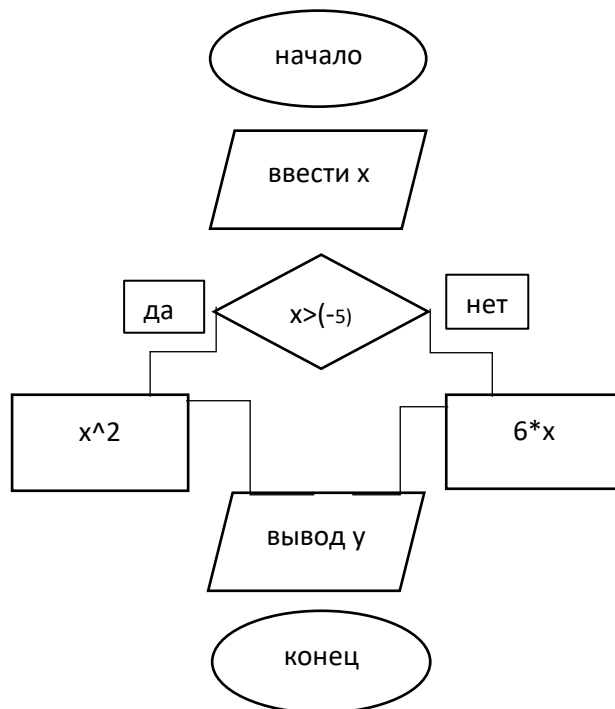 начало
ввести x
да
x>(-5)
нет
x^2
6*x
вывод y
конец